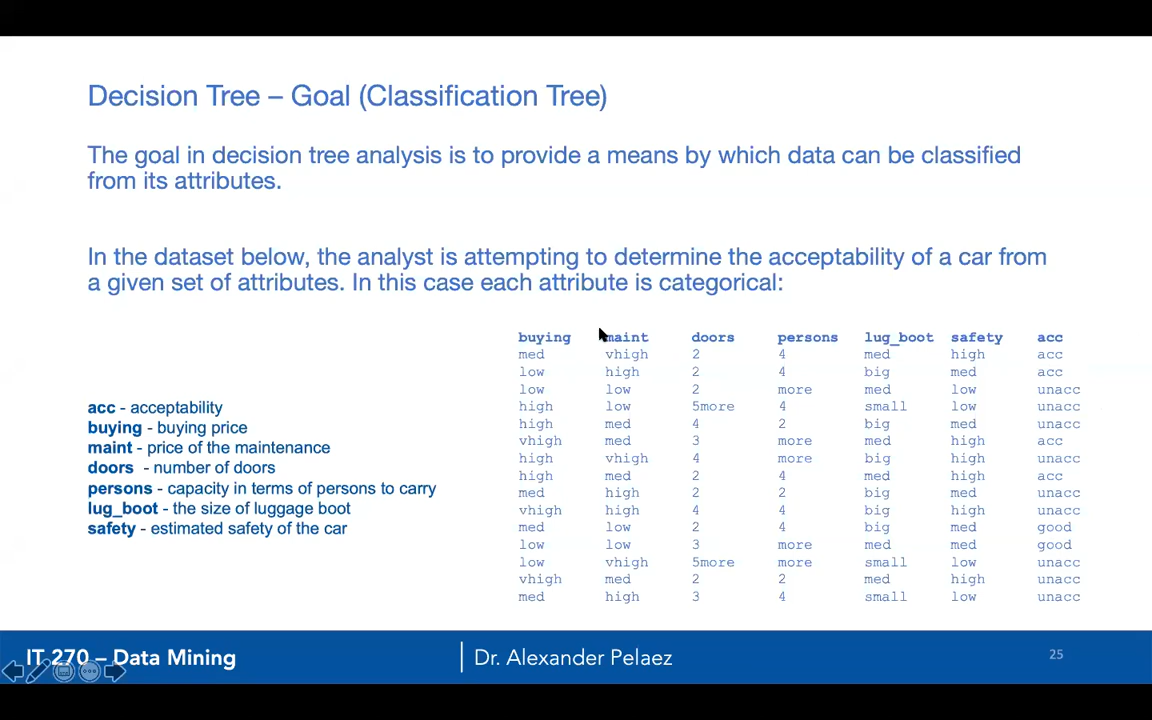 Decision Tree – Goal (Classification Tree)
The goal in decision tree analysis is to provide a means by which data can be classified
from its attributes.
In the dataset below, the analyst is attempting to determine the acceptability of a car from
a given set of attributes. In this case each attribute is categorical:
acc - acceptability
buying - buying price
maint - price of the maintenance
doors - number of doors
persons - capacity in terms of persons to carry
lug_boot - the size of luggage boot
safety - estimated safety of the car
buying maint doors persons lug_boot safety acc
med vhigh 2 4 med high acc
low high 2 4 big med acc
low low 2 more med low unacc
high low 5more 4 small low unacc
high med 4 2 big med unacc
vhigh med 3 more med high acc
high vhigh 4 more big high unacc
high med 2 4 med high acc
med high 2 2 big med unacc
vhigh high 4 4 big high unacc
med low 2 4 big med good
low low 3 more med med good
low vhigh 5more more small low unacc
vhigh med 2 2 med high unacc
med high 3 4 small low unacc
IT 270 – Data Mining
Dr. Alexander Pelaez
25